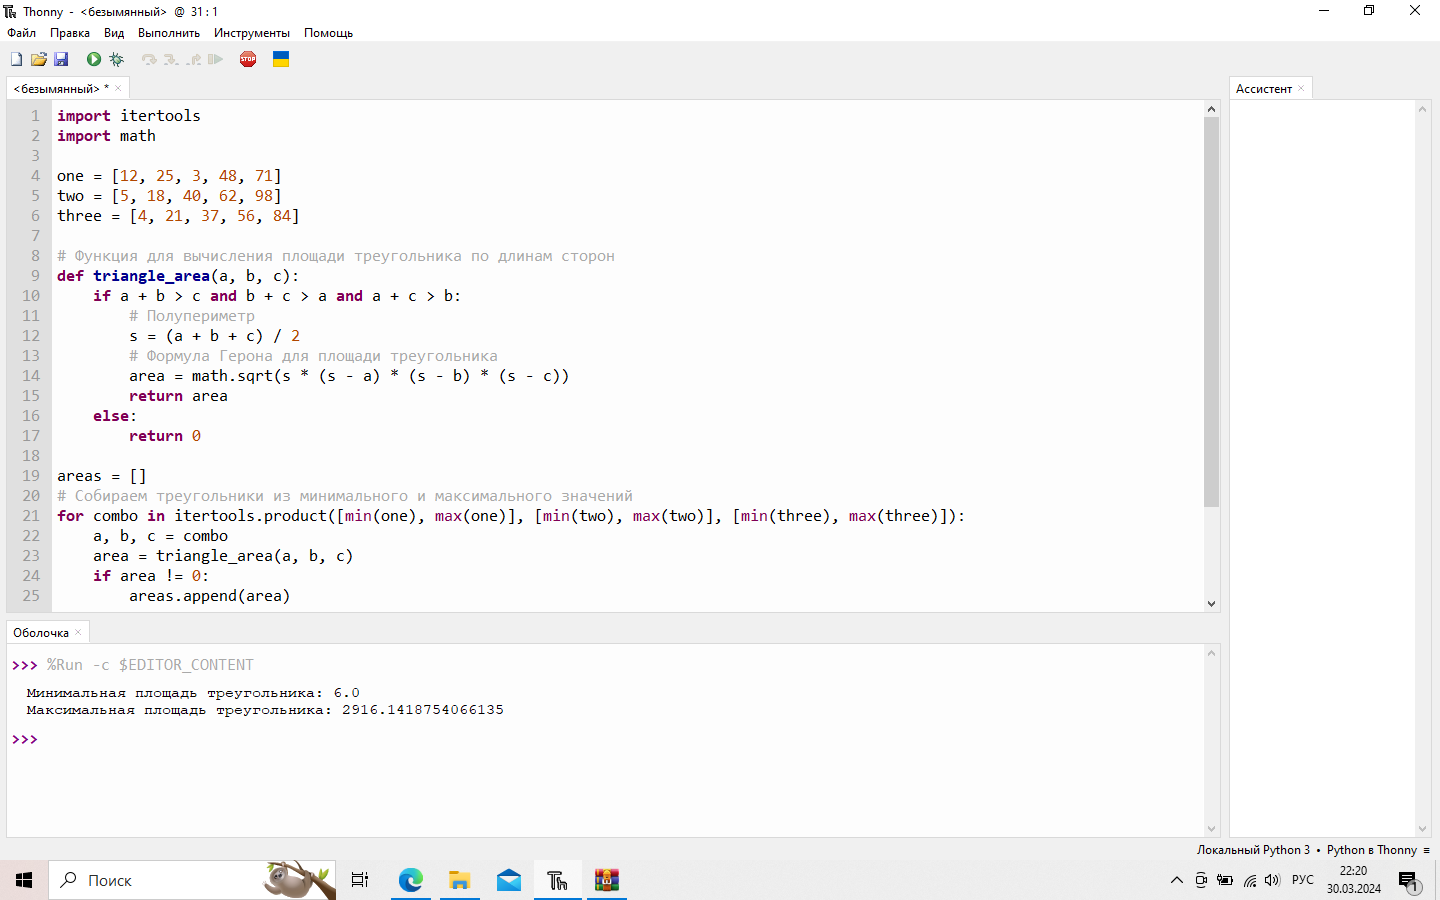 Thonny - <безымянный> @ 31:1
Файл Правка Вид Выполнить Инструменты Помощь
STOP
<безымянный> * ×
Ассистент ×
1 import itertools
2 import math
3
4 one = [12, 25, 3, 48, 71]
5 two = [5, 18, 40, 62, 98]
6 three = [4, 21, 37, 56, 84]
7
8 # Функция для вычисления площади треугольника по длинам сторон
9 def triangle_area(a, b, c):
10     if a + b > c and b + c > a and a + c > b:
11         # Полупериметр
12         s = (a + b + c) / 2
13         # Формула Герона для площади треугольника
14         area = math.sqrt(s * (s - a) * (s - b) * (s - c))
15         return area
16     else:
17         return 0
18
19 areas = []
20 # Собираем треугольники из минимального и максимального значений
21 for combo in itertools.product([min(one), max(one)], [min(two), max(two)], [min(three), max(three)]):
22     a, b, c = combo
23     area = triangle_area(a, b, c)
24     if area != 0:
25         areas.append(area)
Оболочка ×
>>> %Run -c $EDITOR_CONTENT
Минимальная площадь треугольника: 6.0
Максимальная площадь треугольника: 2916.1418754066135
>>>
Локальный Python 3 • Python в Thonny ≡
Поиск
Th
РУС
22:20
30.03.2024
1